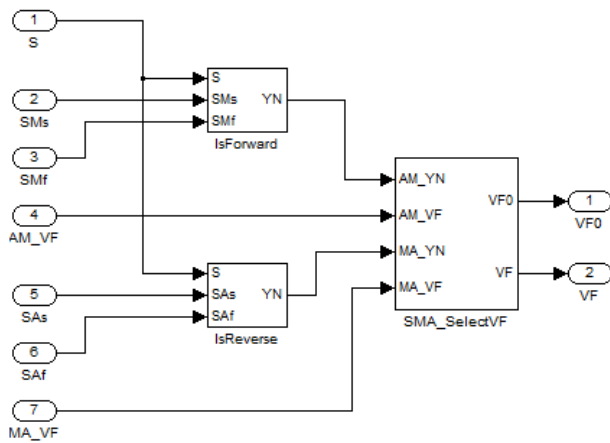 1
S
2
SMs
3
SMf
4
AM_VF
5
SAs
6
SAf
7
MA_VF
S
SMs
SMf
YN
IsForward
S
SAs
SAf
YN
IsReverse
AM_YN
AM_VF
MA_YN
MA_VF
VF0
VF
SMA_SelectVF
1
VF0
2
VF